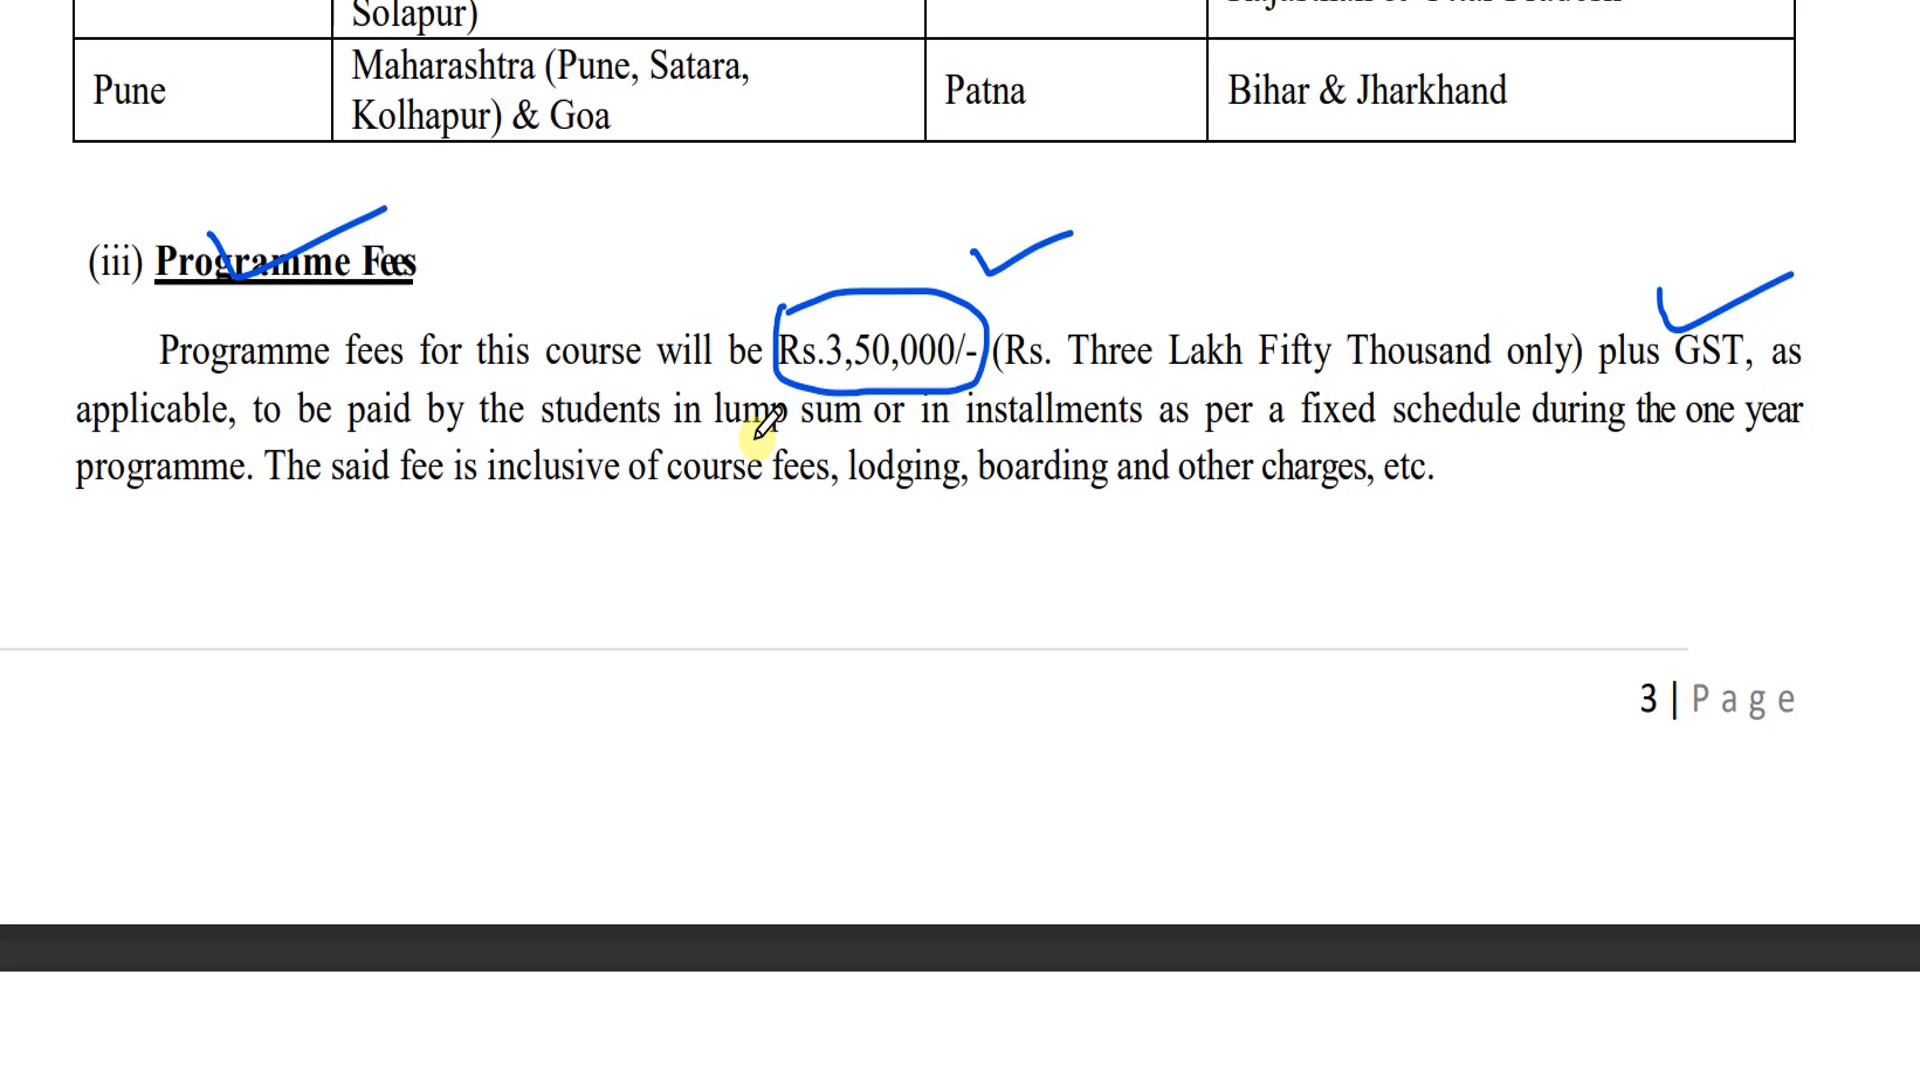 Solapur)
Pune
Maharashtra (Pune, Satara,
Kolhapur) & Goa
Patna
Bihar & Jharkhand
(iii) Programme Fees
Programme fees for this course will be Rs.3,50,000/- (Rs. Three Lakh Fifty Thousand only) plus GST, as
applicable, to be paid by the students in lump sum or in installments as per a fixed schedule during the one year
programme. The said fee is inclusive of course fees, lodging, boarding and other charges, etc.
3 | Page